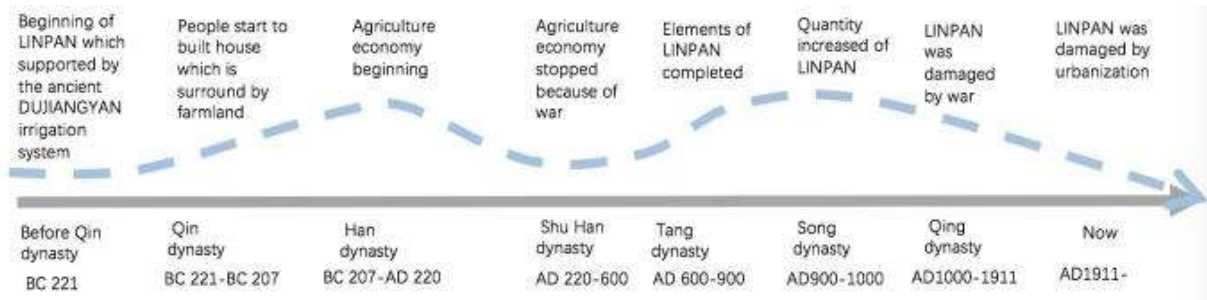 Beginning of
LINPAN which
supported by
the ancient
DUJIANGYAN
irrigation
system
People start to
built house
which is
surround by
farmland
Agriculture
economy
beginning
Agriculture
economy
stopped
because of
war
Elements of
LINPAN
completed
Quantity
increased of
LINPAN
LINPAN
was
damaged
by war
LINPAN was
damaged by
urbanization
Before Qin
dynasty
BC 221
Qin
dynasty
BC 221-BC 207
Han
dynasty
BC 207-AD 220
Shu Han
dynasty
AD 220-600
Tang
dynasty
AD 600-900
Song
dynasty
AD900-1000
Qing
dynasty
AD1000-1911
Now
AD1911-